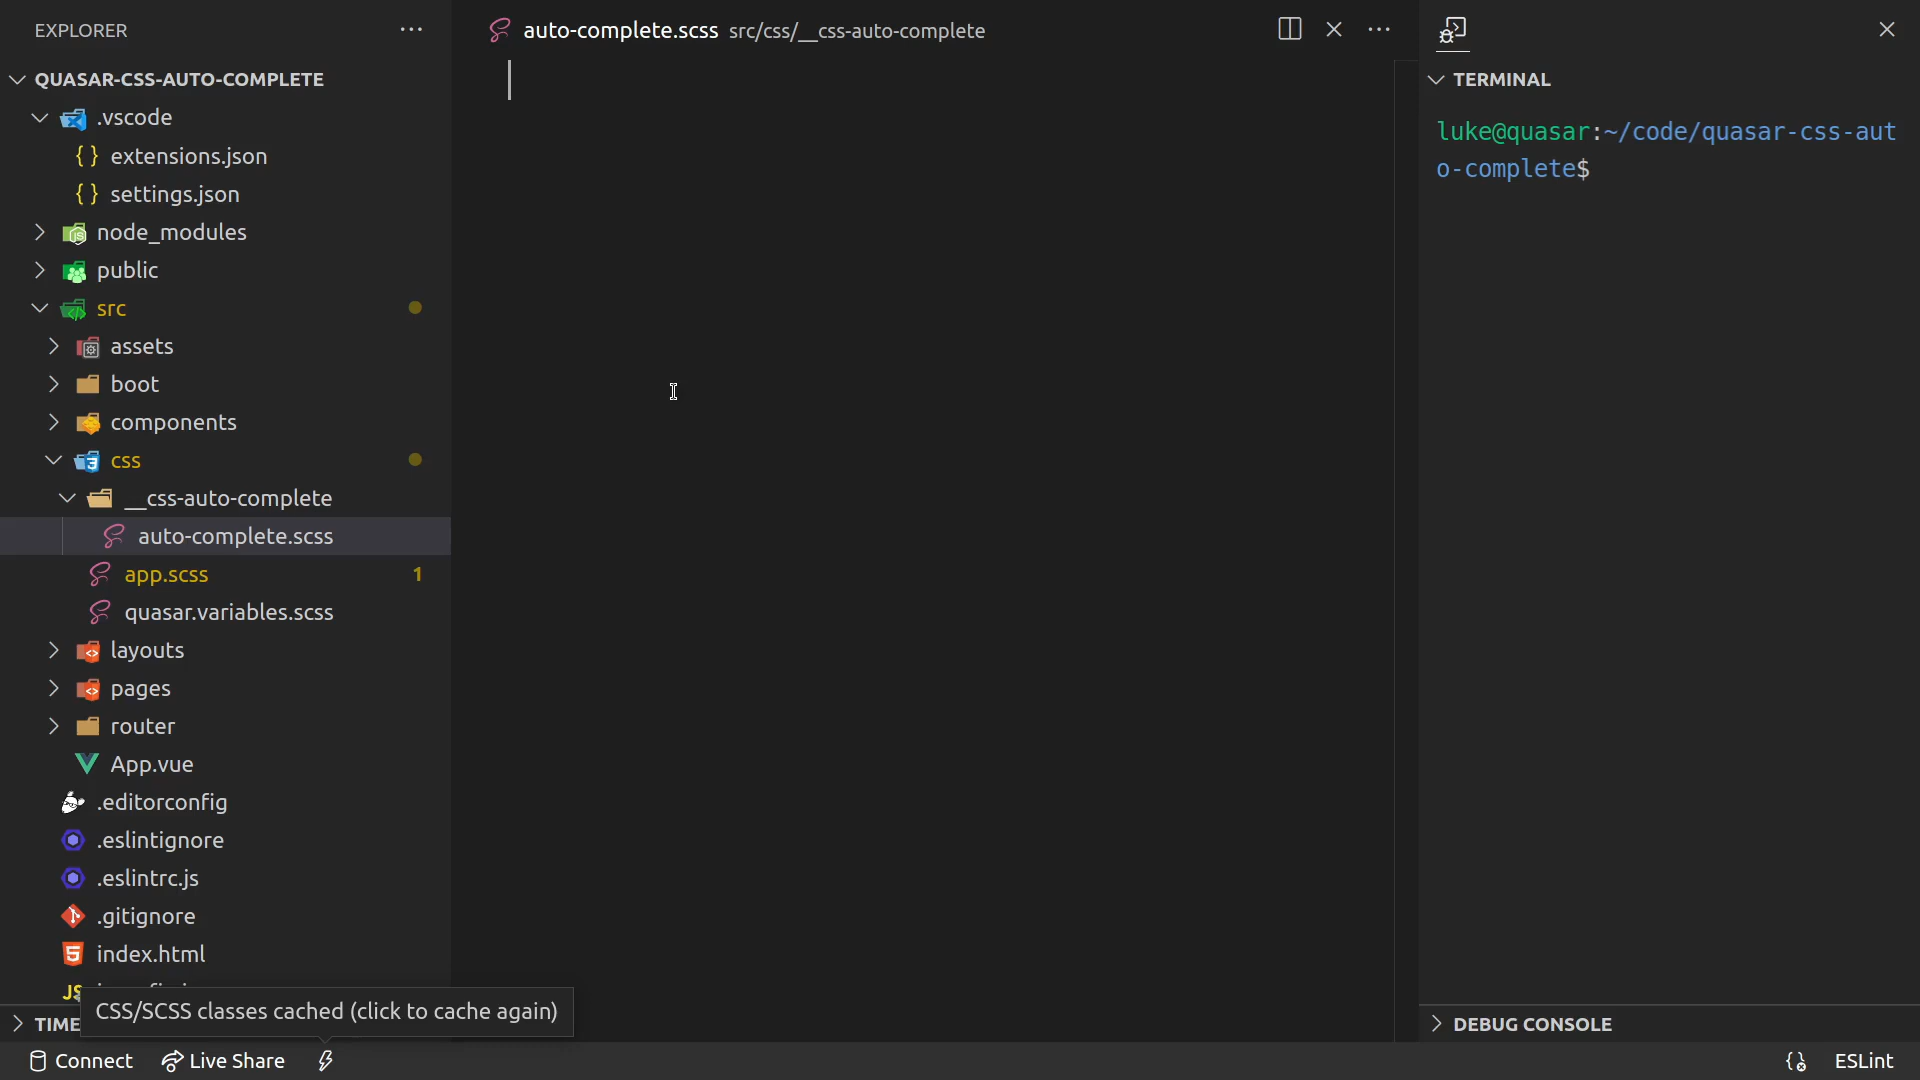 EXPLORER
QUASAR-CSS-AUTO-COMPLETE
.vscode
{ } extensions.json
{ } settings.json
node_modules
public
src
assets
boot
components
css
__css-auto-complete
auto-complete.scss
app.scss 1
quasar.variables.scss
layouts
pages
router
App.vue
.editorconfig
.eslintignore
.eslintrc.js
.gitignore
index.html
JS
CSS/SCSS classes cached (click to cache again)
TIME
Connect Live Share
auto-complete.scss src/css/__css-auto-complete
TERMINAL
luke@quasar:~/code/quasar-css-aut
o-complete$
DEBUG CONSOLE
ESLint